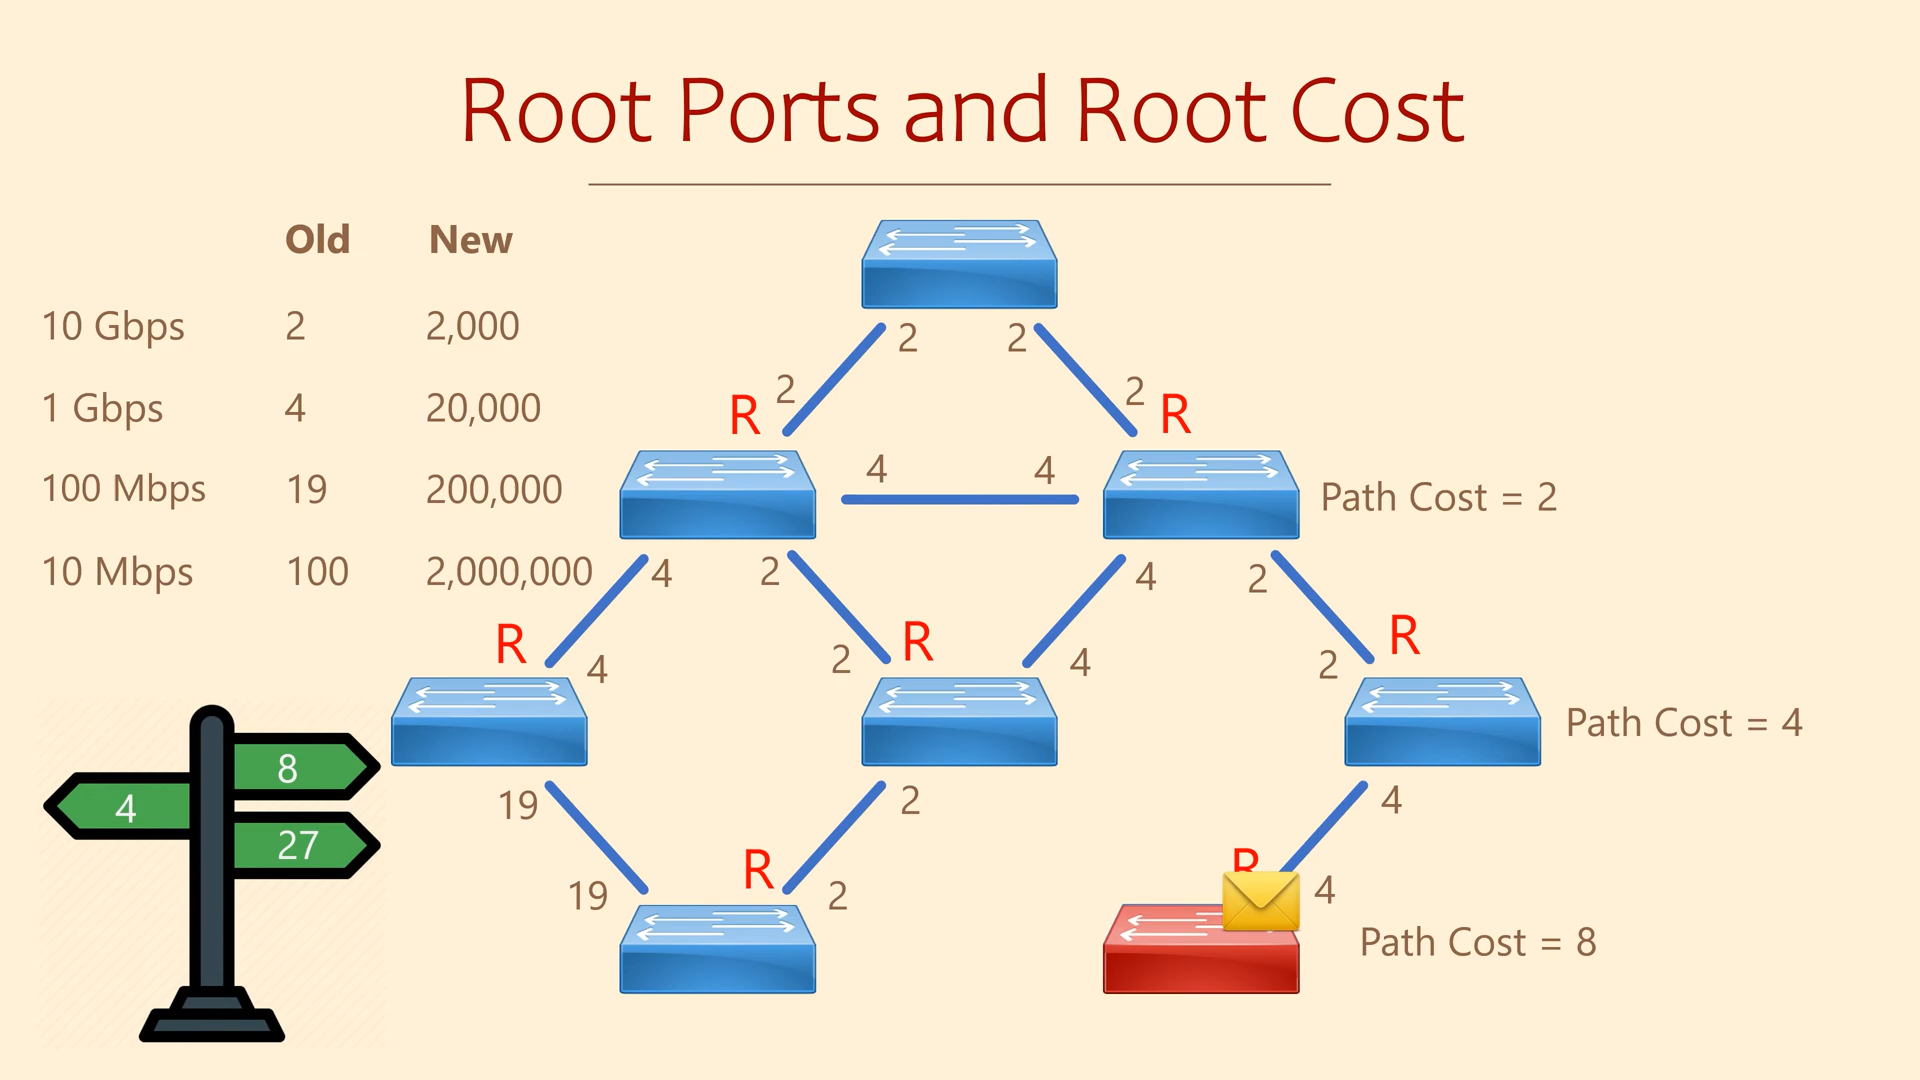 Root Ports and Root Cost
Old New
10 Gbps 2 2,000
1 Gbps 4 20,000
100 Mbps 19 200,000
10 Mbps 100 2,000,000
2 2
R 2 2 R
4 4
Path Cost = 2
4 2 4 2
R 4 2 R 4 2 R
Path Cost = 4
8
4
27
19 2 4
19 R 2 R 4
Path Cost = 8